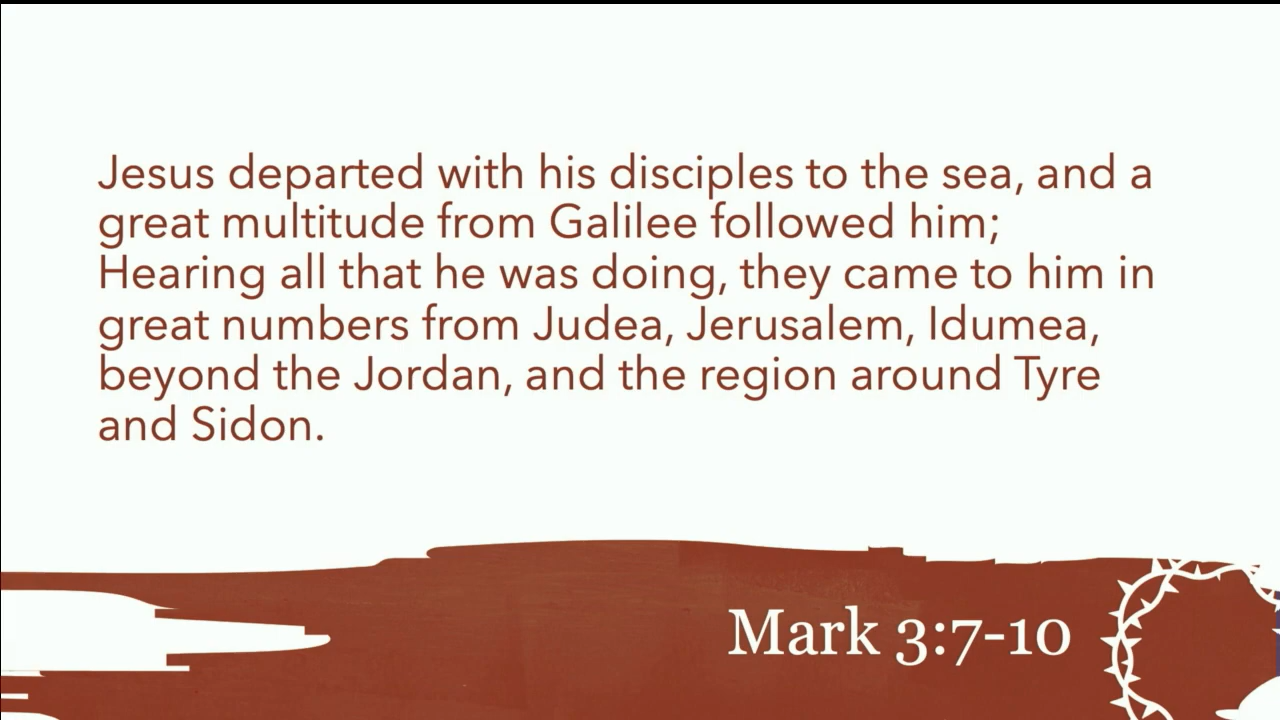 Jesus departed with his disciples to the sea, and a
great multitude from Galilee followed him;
Hearing all that he was doing, they came to him in
great numbers from Judea, Jerusalem, Idumea,
beyond the Jordan, and the region around Tyre
and Sidon.
Mark 3:7-10